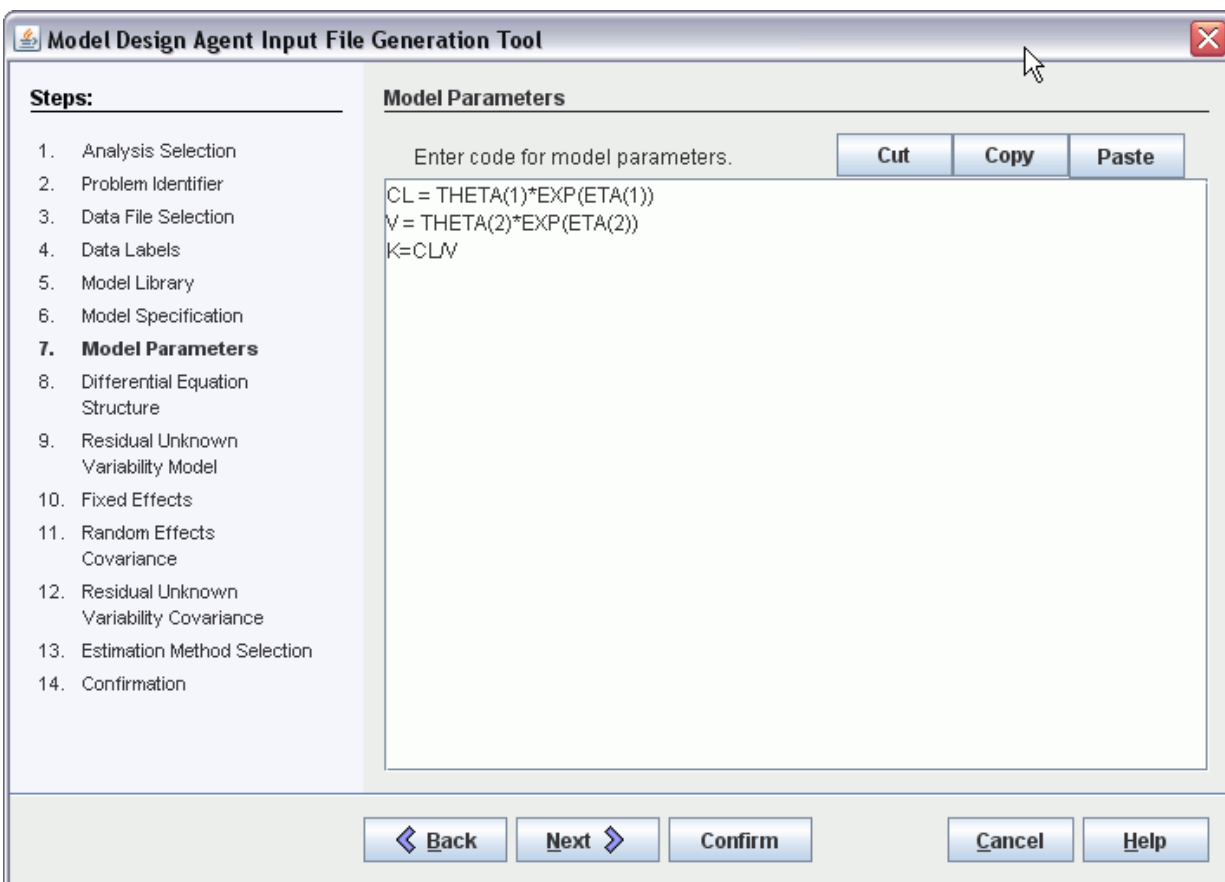 Model Design Agent Input File Generation Tool
Steps:
1. Analysis Selection
2. Problem Identifier
3. Data File Selection
4. Data Labels
5. Model Library
6. Model Specification
7. Model Parameters
8. Differential Equation
Structure
9. Residual Unknown
Variability Model
10. Fixed Effects
11. Random Effects
Covariance
12. Residual Unknown
Variability Covariance
13. Estimation Method Selection
14. Confirmation
Model Parameters
Enter code for model parameters.
Cut Copy Paste
CL = THETA(1)*EXP(ETA(1))
V = THETA(2)*EXP(ETA(2))
K=CL/V
Back Next Confirm Cancel Help